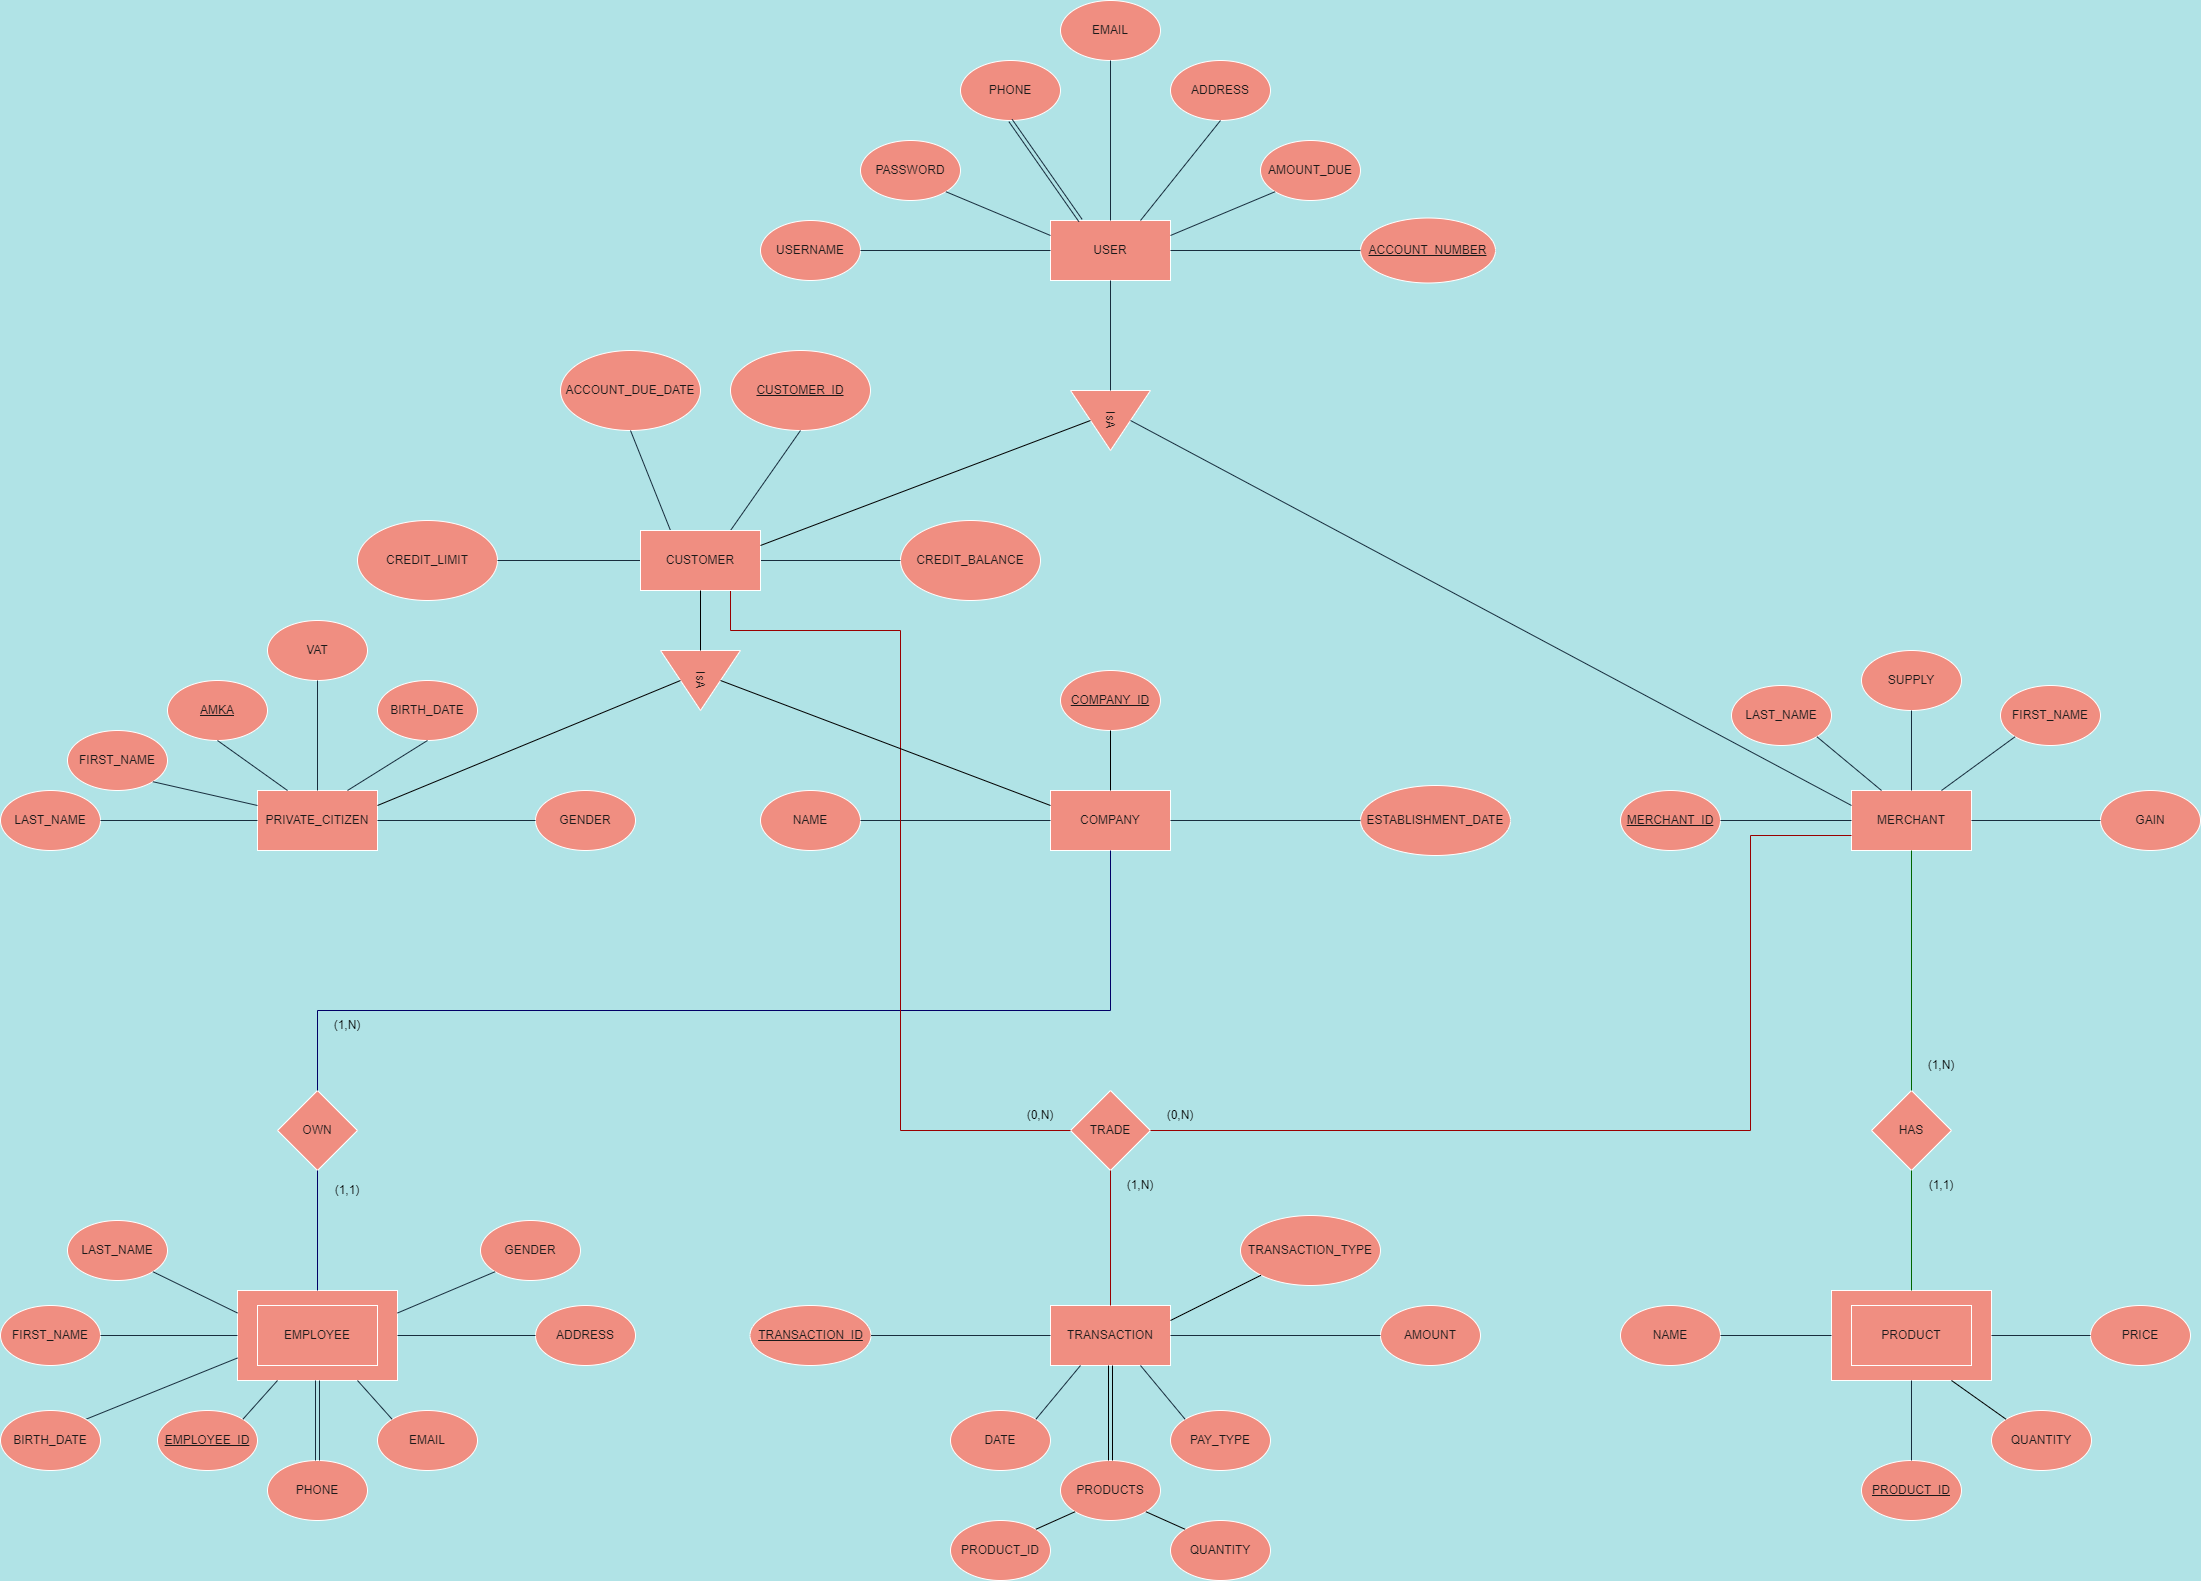 EMAIL
PHONE
ADDRESS
PASSWORD
AMOUNT_DUE
USERNAME
USER
ACCOUNT_NUMBER
ACCOUNT_DUE_DATE
CUSTOMER_ID
IsA
CREDIT_LIMIT
CUSTOMER
CREDIT_BALANCE
VAT
IsA
SUPPLY
AMKA
BIRTH_DATE
COMPANY_ID
LAST_NAME
FIRST_NAME
FIRST_NAME
LAST_NAME
PRIVATE_CITIZEN
GENDER
NAME
COMPANY
ESTABLISHMENT_DATE
MERCHANT_ID
MERCHANT
GAIN
(1,N)
(1,N)
(0,N)
(0,N)
OWN
TRADE
HAS
(1,1)
(1,N)
(1,1)
LAST_NAME
GENDER
TRANSACTION_TYPE
FIRST_NAME
EMPLOYEE
ADDRESS
TRANSACTION_ID
TRANSACTION
AMOUNT
NAME
PRODUCT
PRICE
BIRTH_DATE
EMPLOYEE_ID
EMAIL
DATE
PAY_TYPE
QUANTITY
PHONE
PRODUCTS
PRODUCT_ID
PRODUCT_ID
QUANTITY